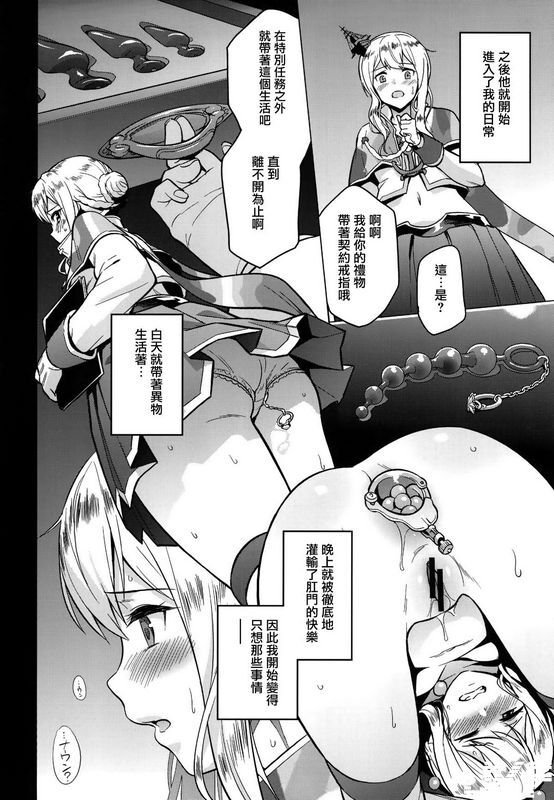 之後他就開始
進入了我的日常
啊啊
我給你的禮物
帶著契約戒指哦
這…是?
在特別任務之外
就帶著這個生活吧
直到
離不開為止啊
白天就帶著異物
生活著…
晚上就被徹底地
灌輸了肛門的快樂
因此我開始變得
只想那些事情
──